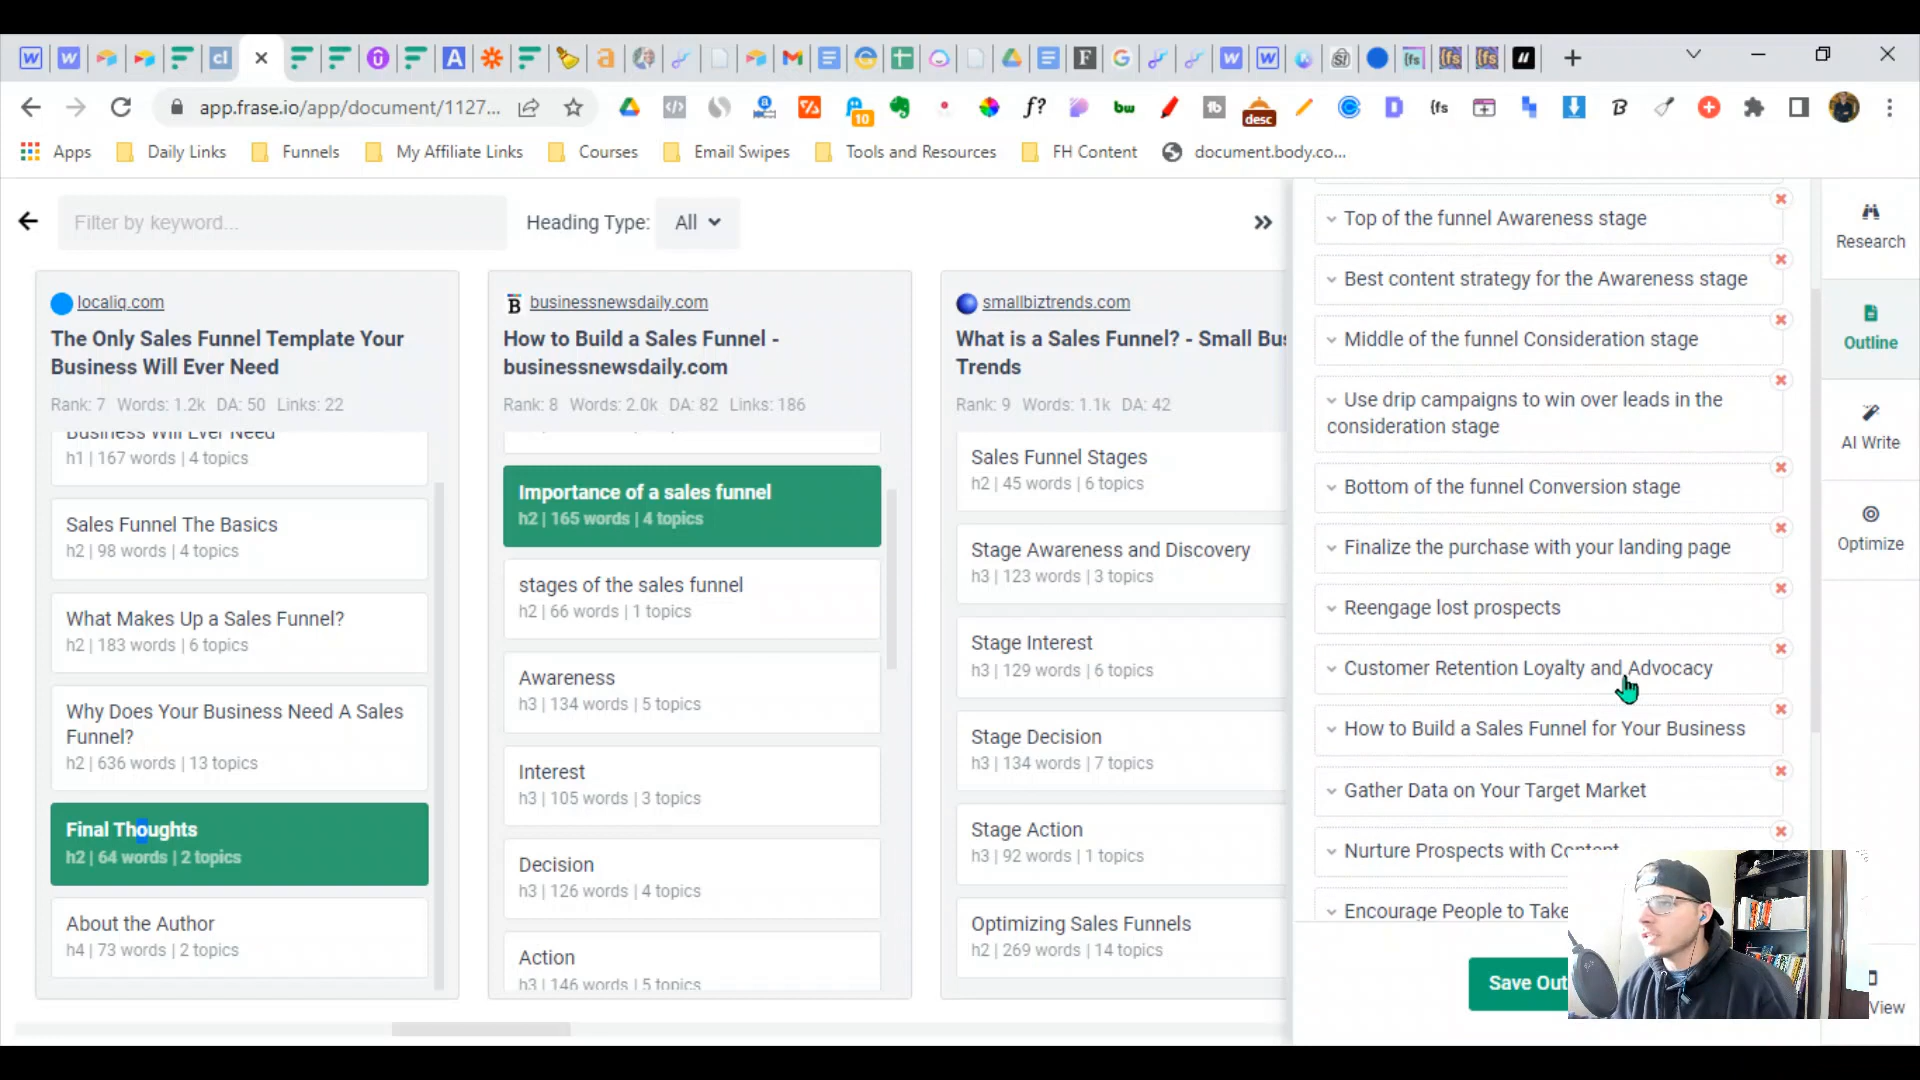 app.frase.io/app/document/1127...
10
f?
bw
desc
{fs
Apps
Daily Links
Funnels
My Affiliate Links
Courses
Email Swipes
Tools and Resources
FH Content
document.body.co...
Filter by keyword...
Heading Type:
All
localiq.com
The Only Sales Funnel Template Your
Business Will Ever Need
Rank: 7 Words: 1.2k DA: 50 Links: 22
Business Will Ever Need
h1 | 167 words | 4 topics
Sales Funnel The Basics
h2 | 98 words | 4 topics
What Makes Up a Sales Funnel?
h2 | 183 words | 6 topics
Why Does Your Business Need A Sales
Funnel?
h2 | 636 words | 13 topics
Final Thoughts
h2 | 64 words | 2 topics
About the Author
h4 | 73 words | 2 topics
businessnewsdaily.com
How to Build a Sales Funnel -
businessnewsdaily.com
Rank: 8 Words: 2.0k DA: 82 Links: 186
Importance of a sales funnel
h2 | 165 words | 4 topics
stages of the sales funnel
h2 | 66 words | 1 topics
Awareness
h3 | 134 words | 5 topics
Interest
h3 | 105 words | 3 topics
Decision
h3 | 126 words | 4 topics
Action
h3 | 146 words | 5 topics
smallbiztrends.com
What is a Sales Funnel? - Small Bus
Trends
Rank: 9 Words: 1.1k DA: 42
Sales Funnel Stages
h2 | 45 words | 6 topics
Stage Awareness and Discovery
h3 | 123 words | 3 topics
Stage Interest
h3 | 129 words | 6 topics
Stage Decision
h3 | 134 words | 7 topics
Stage Action
h3 | 92 words | 1 topics
Optimizing Sales Funnels
h2 | 269 words | 14 topics
Top of the funnel Awareness stage
Best content strategy for the Awareness stage
Middle of the funnel Consideration stage
Use drip campaigns to win over leads in the
consideration stage
Bottom of the funnel Conversion stage
Finalize the purchase with your landing page
Reengage lost prospects
Customer Retention Loyalty and Advocacy
How to Build a Sales Funnel for Your Business
Gather Data on Your Target Market
Nurture Prospects with Content
Encourage People to Take
Save Out
Research
Outline
AI Write
Optimize
View